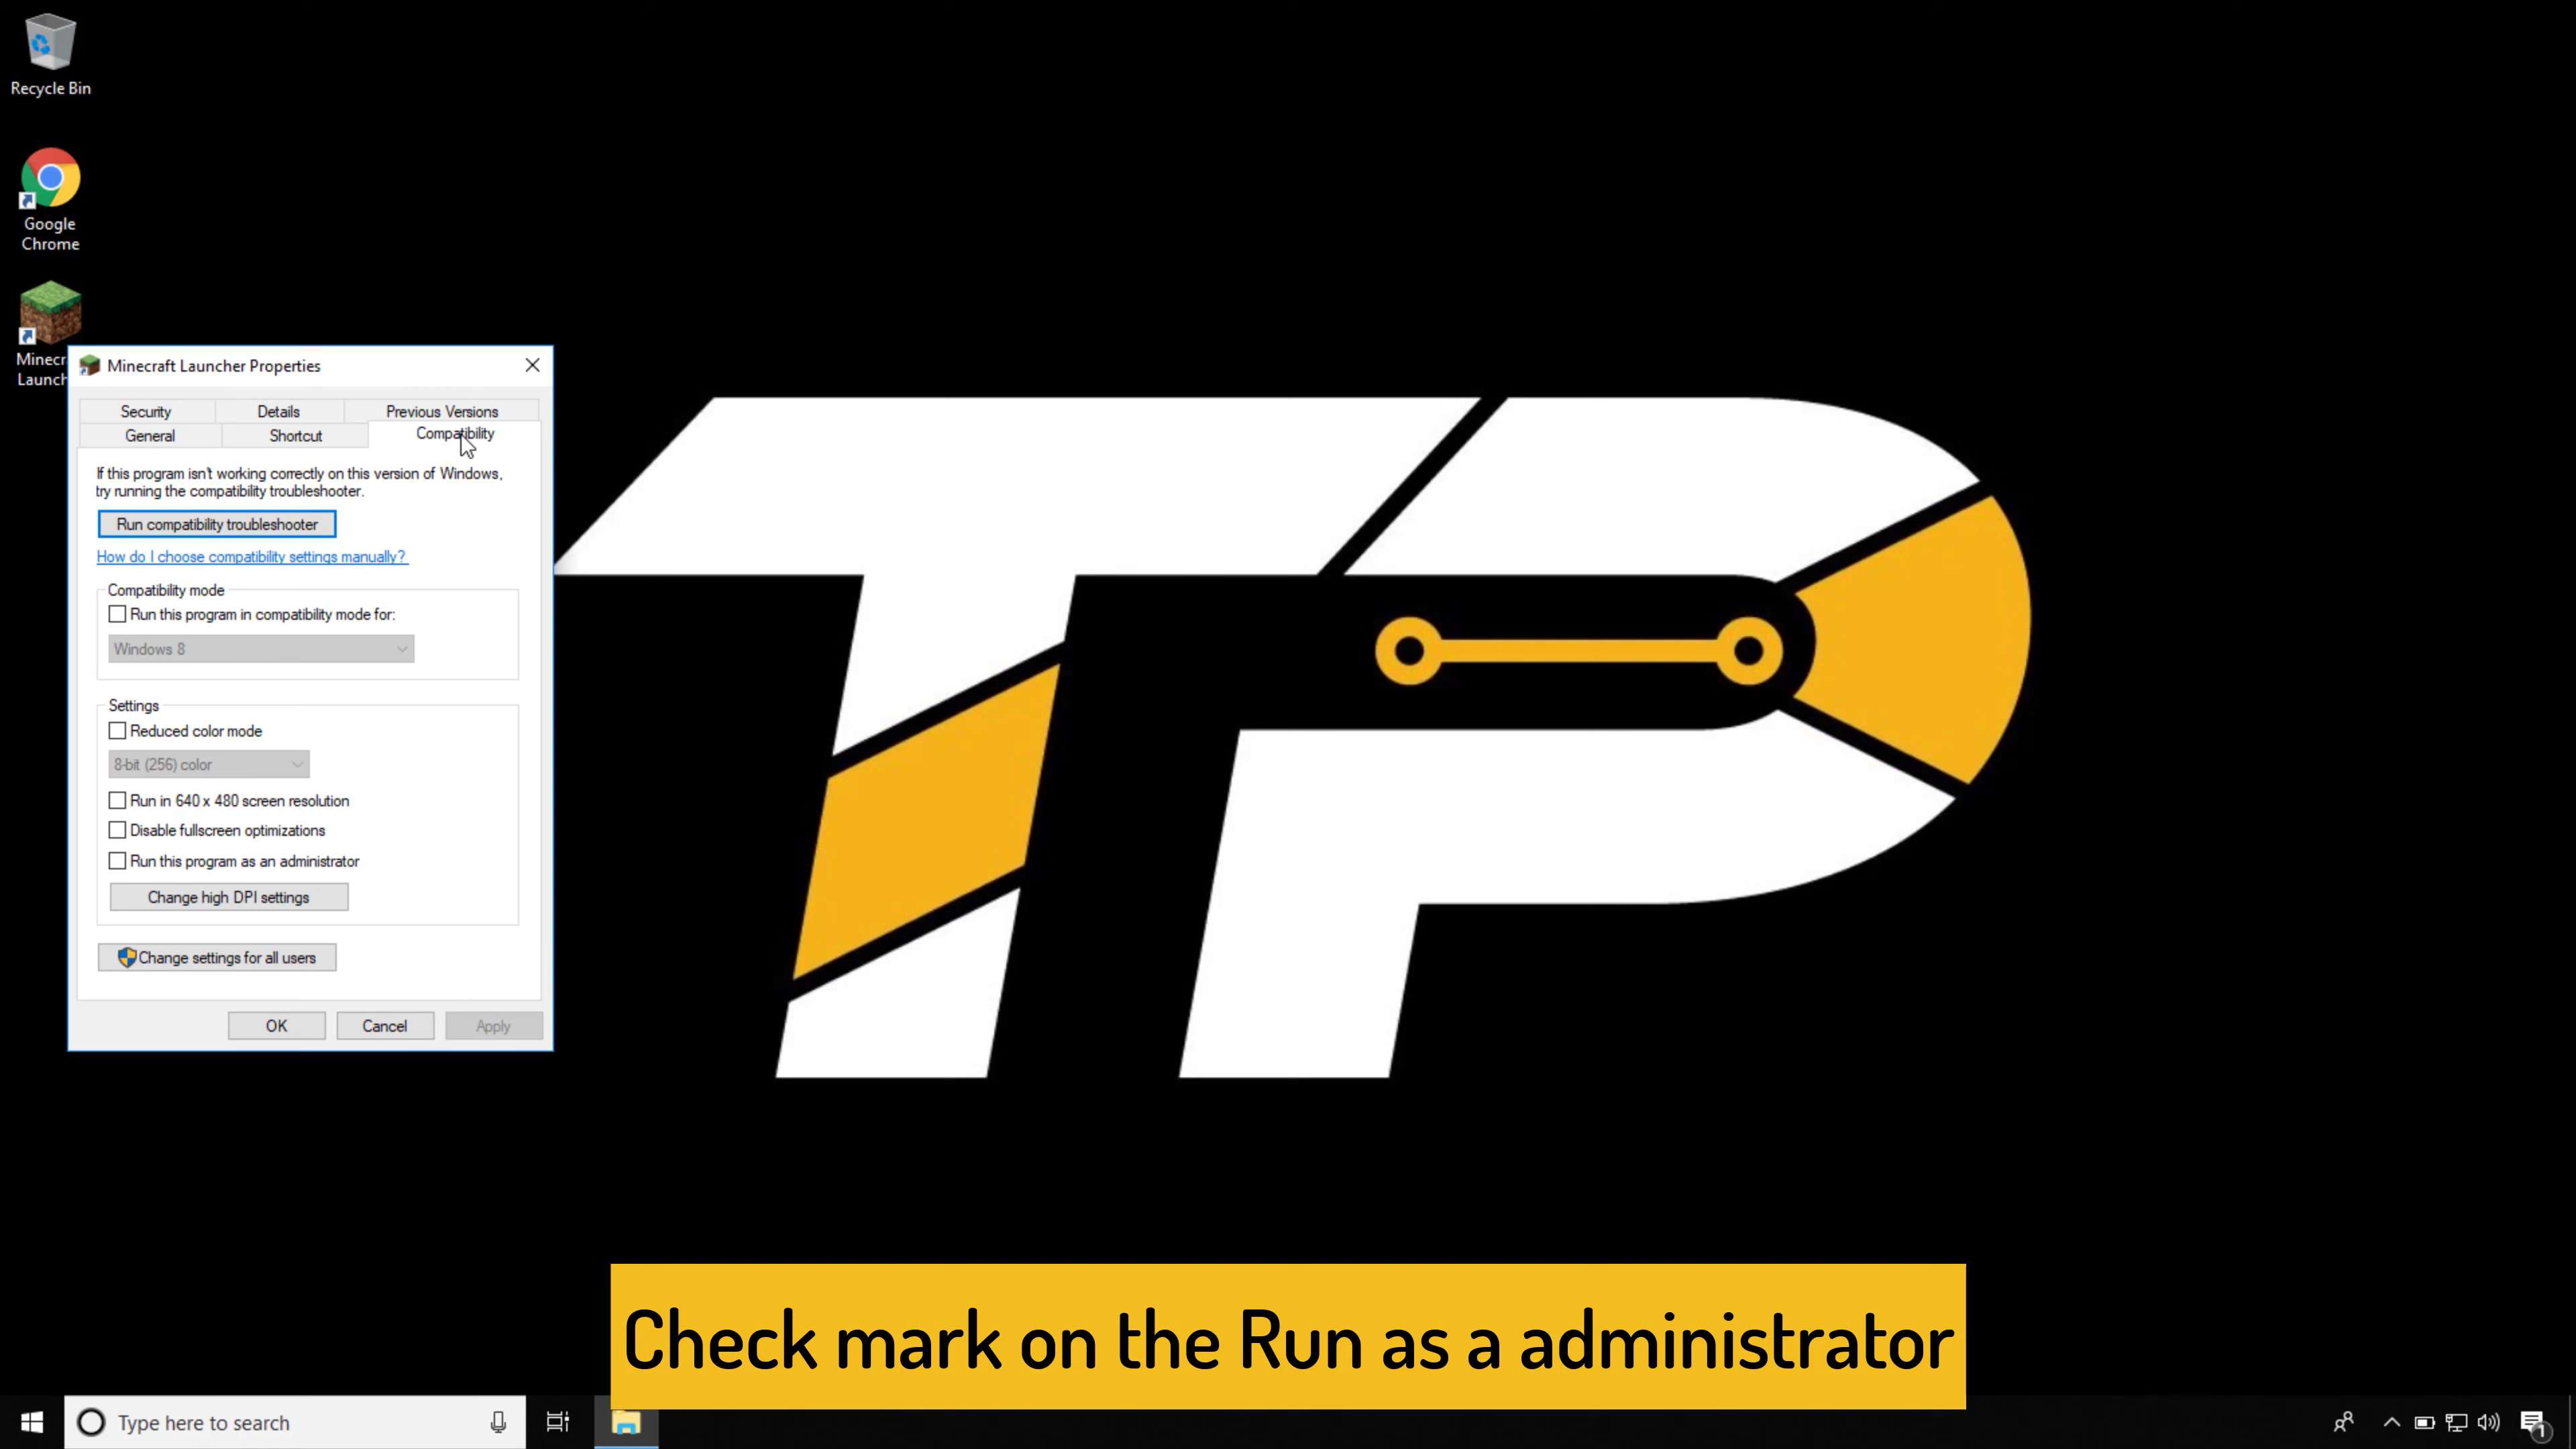 Recycle Bin
Google
Chrome
Minecr
Launch
Minecraft Launcher Properties
Security Details Previous Versions
General Shortcut Compatibility
If this program isn't working correctly on this version of Windows,
try running the compatibility troubleshooter.
Run compatibility troubleshooter
How do I choose compatibility settings manually?
Compatibility mode
Run this program in compatibility mode for:
Windows 8
Settings
Reduced color mode
8-bit (256) color
Run in 640 x 480 screen resolution
Disable fullscreen optimizations
Run this program as an administrator
Change high DPI settings
Change settings for all users
OK Cancel Apply
TP
Check mark on the Run as a administrator
Type here to search
1